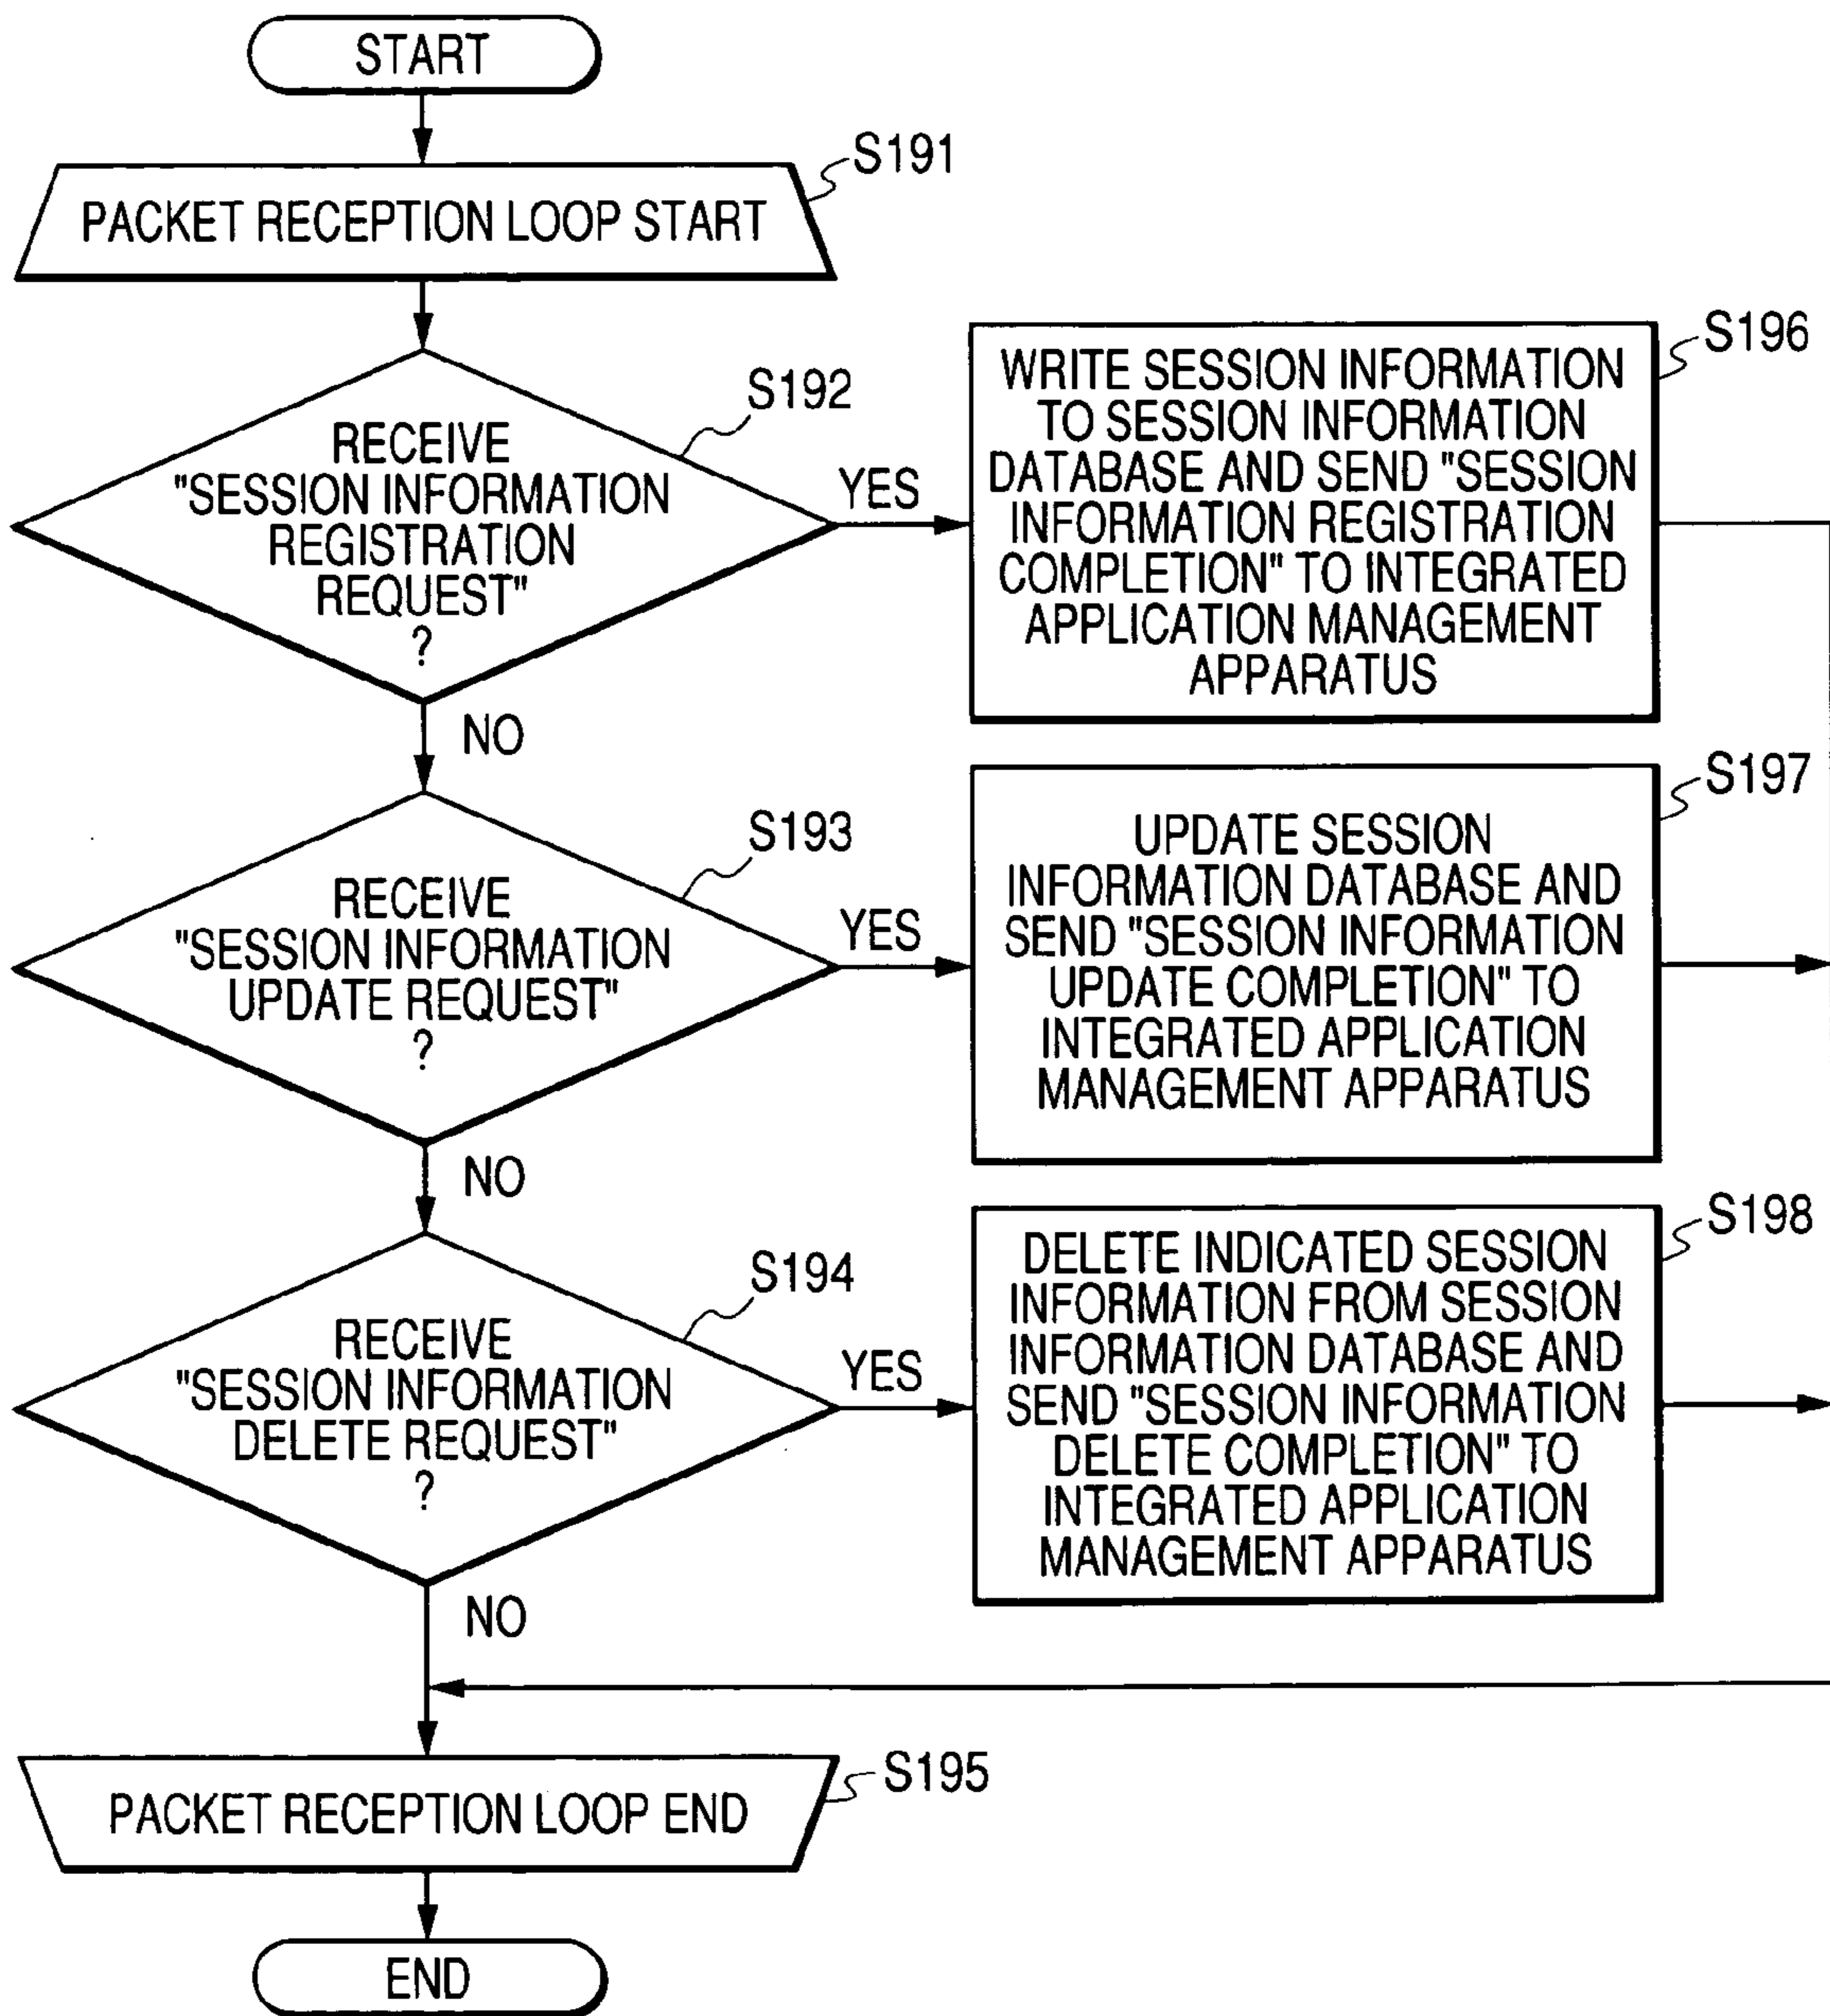 START
S191
PACKET RECEPTION LOOP START
S192
RECEIVE
"SESSION INFORMATION
REGISTRATION
REQUEST"
?
YES
NO
S196
WRITE SESSION INFORMATION
TO SESSION INFORMATION
DATABASE AND SEND "SESSION
INFORMATION REGISTRATION
COMPLETION" TO INTEGRATED
APPLICATION MANAGEMENT
APPARATUS
S193
RECEIVE
"SESSION INFORMATION
UPDATE REQUEST"
?
YES
NO
S197
UPDATE SESSION
INFORMATION DATABASE AND
SEND "SESSION INFORMATION
UPDATE COMPLETION" TO
INTEGRATED APPLICATION
MANAGEMENT APPARATUS
S194
RECEIVE
"SESSION INFORMATION
DELETE REQUEST"
?
YES
NO
S198
DELETE INDICATED SESSION
INFORMATION FROM SESSION
INFORMATION DATABASE AND
SEND "SESSION INFORMATION
DELETE COMPLETION" TO
INTEGRATED APPLICATION
MANAGEMENT APPARATUS
S195
PACKET RECEPTION LOOP END
END